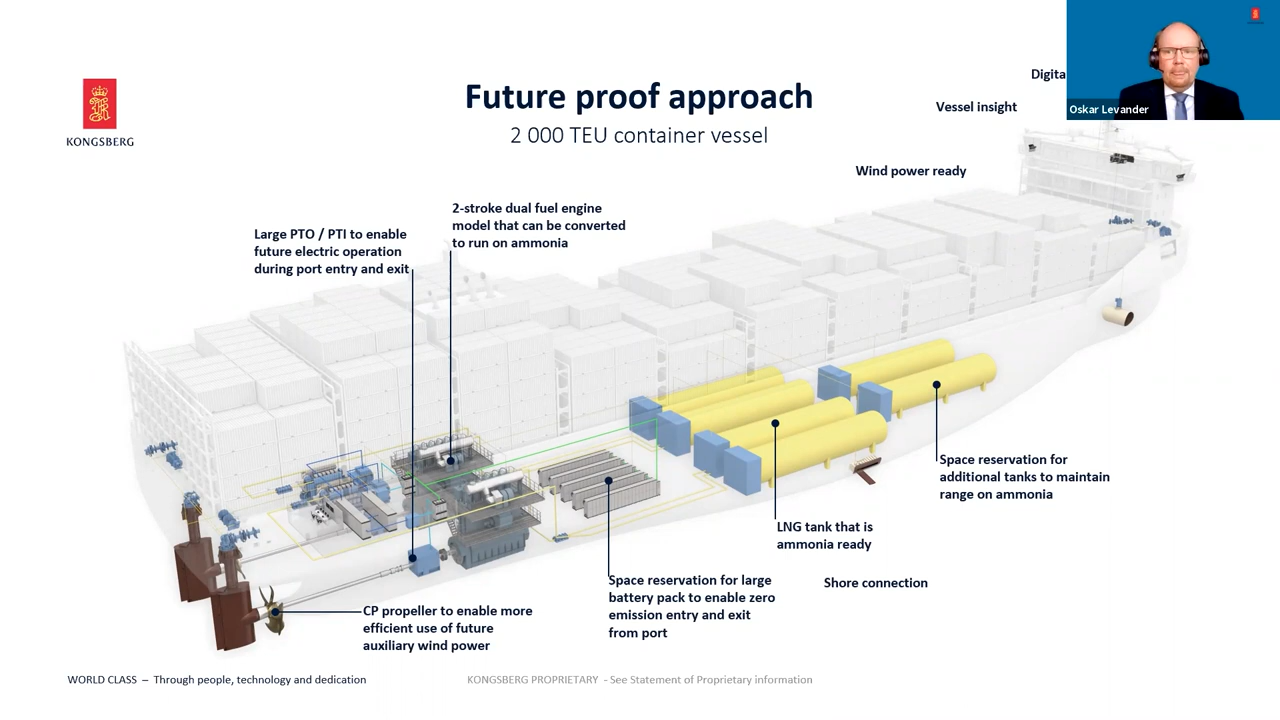 KONGSBERG
Future proof approach
2 000 TEU container vessel
Digita
Vessel insight
Oskar Levander
Wind power ready
2-stroke dual fuel engine
model that can be converted
to run on ammonia
Large PTO / PTI to enable
future electric operation
during port entry and exit
Space reservation for
additional tanks to maintain
range on ammonia
LNG tank that is
ammonia ready
Shore connection
Space reservation for large
battery pack to enable zero
emission entry and exit
from port
CP propeller to enable more
efficient use of future
auxiliary wind power
WORLD CLASS – Through people, technology and dedication
KONGSBERG PROPRIETARY - See Statement of Proprietary information